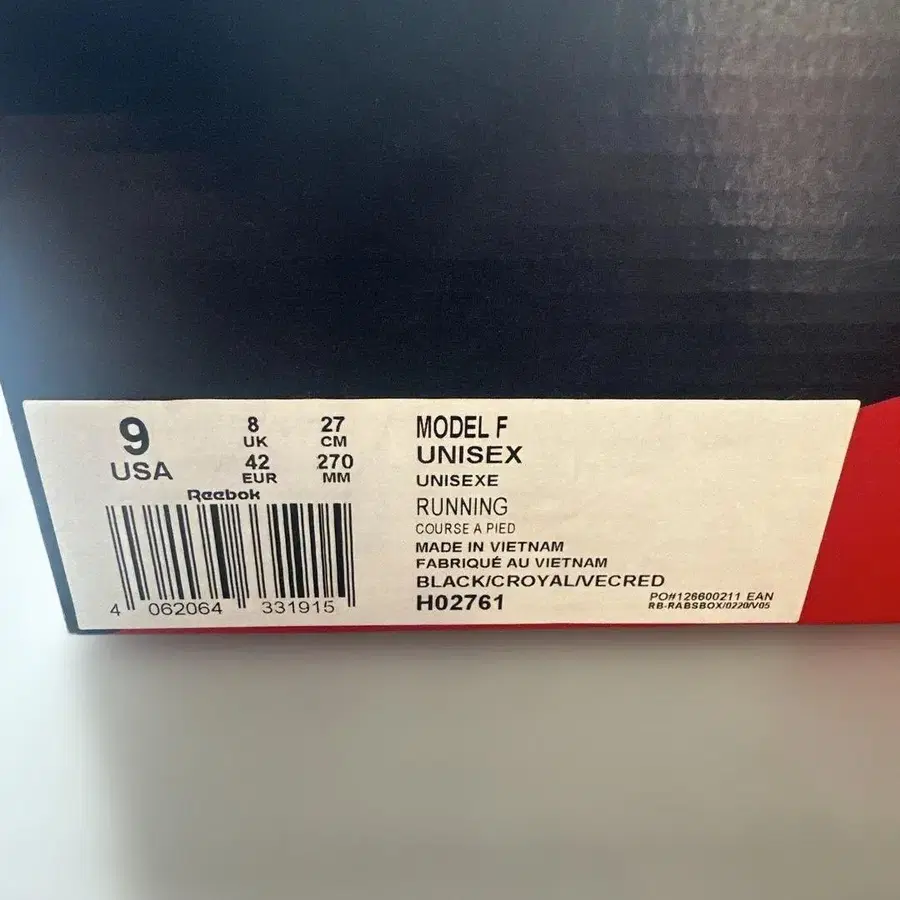 9
USA
8
UK
27
CM
42
EUR
270
MM
Reebok
4 062064 331915
MODEL F
UNISEX
UNISEXE
RUNNING
COURSE A PIED
MADE IN VIETNAM
FABRIQUÉ AU VIETNAM
BLACK/CROYAL/VECRED
H02761
PO#126600211 EAN
RB-RABSBOX/0220/V05